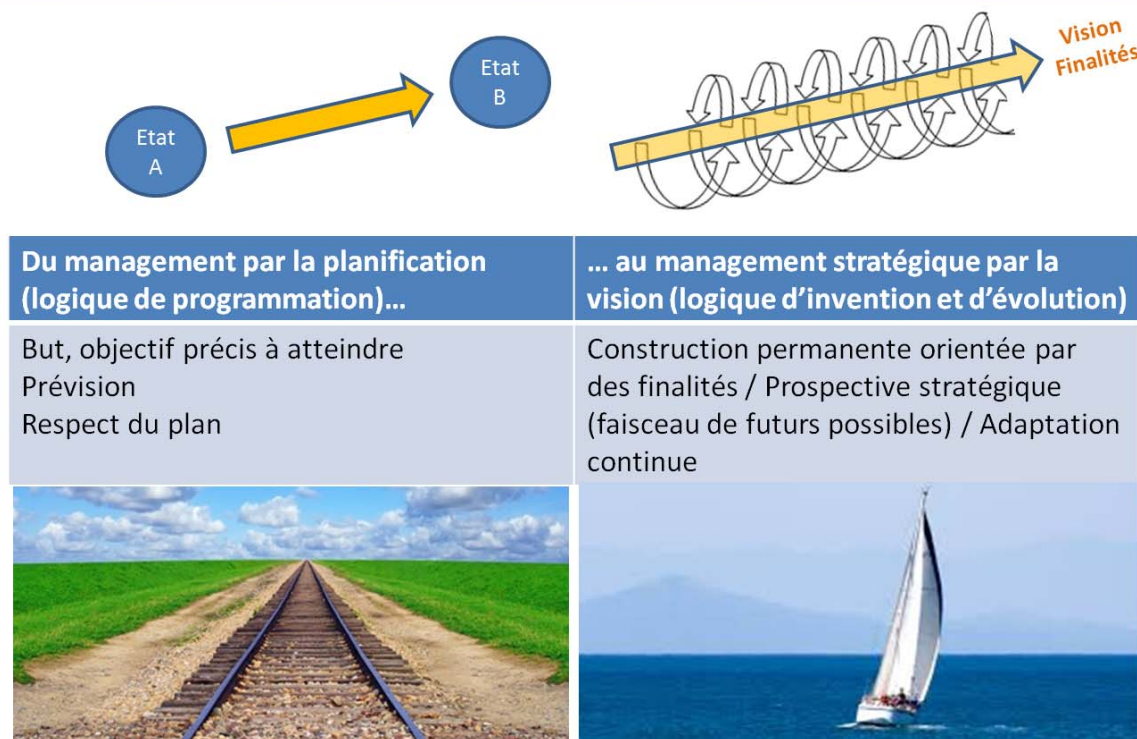 Etat
A
Etat
B
Vision
Finalités
Du management par la planification
(logique de programmation)…
… au management stratégique par la
vision (logique d’invention et d’évolution)
But, objectif précis à atteindre
Prévision
Respect du plan
Construction permanente orientée par
des finalités / Prospective stratégique
(faisceau de futurs possibles) / Adaptation
continue